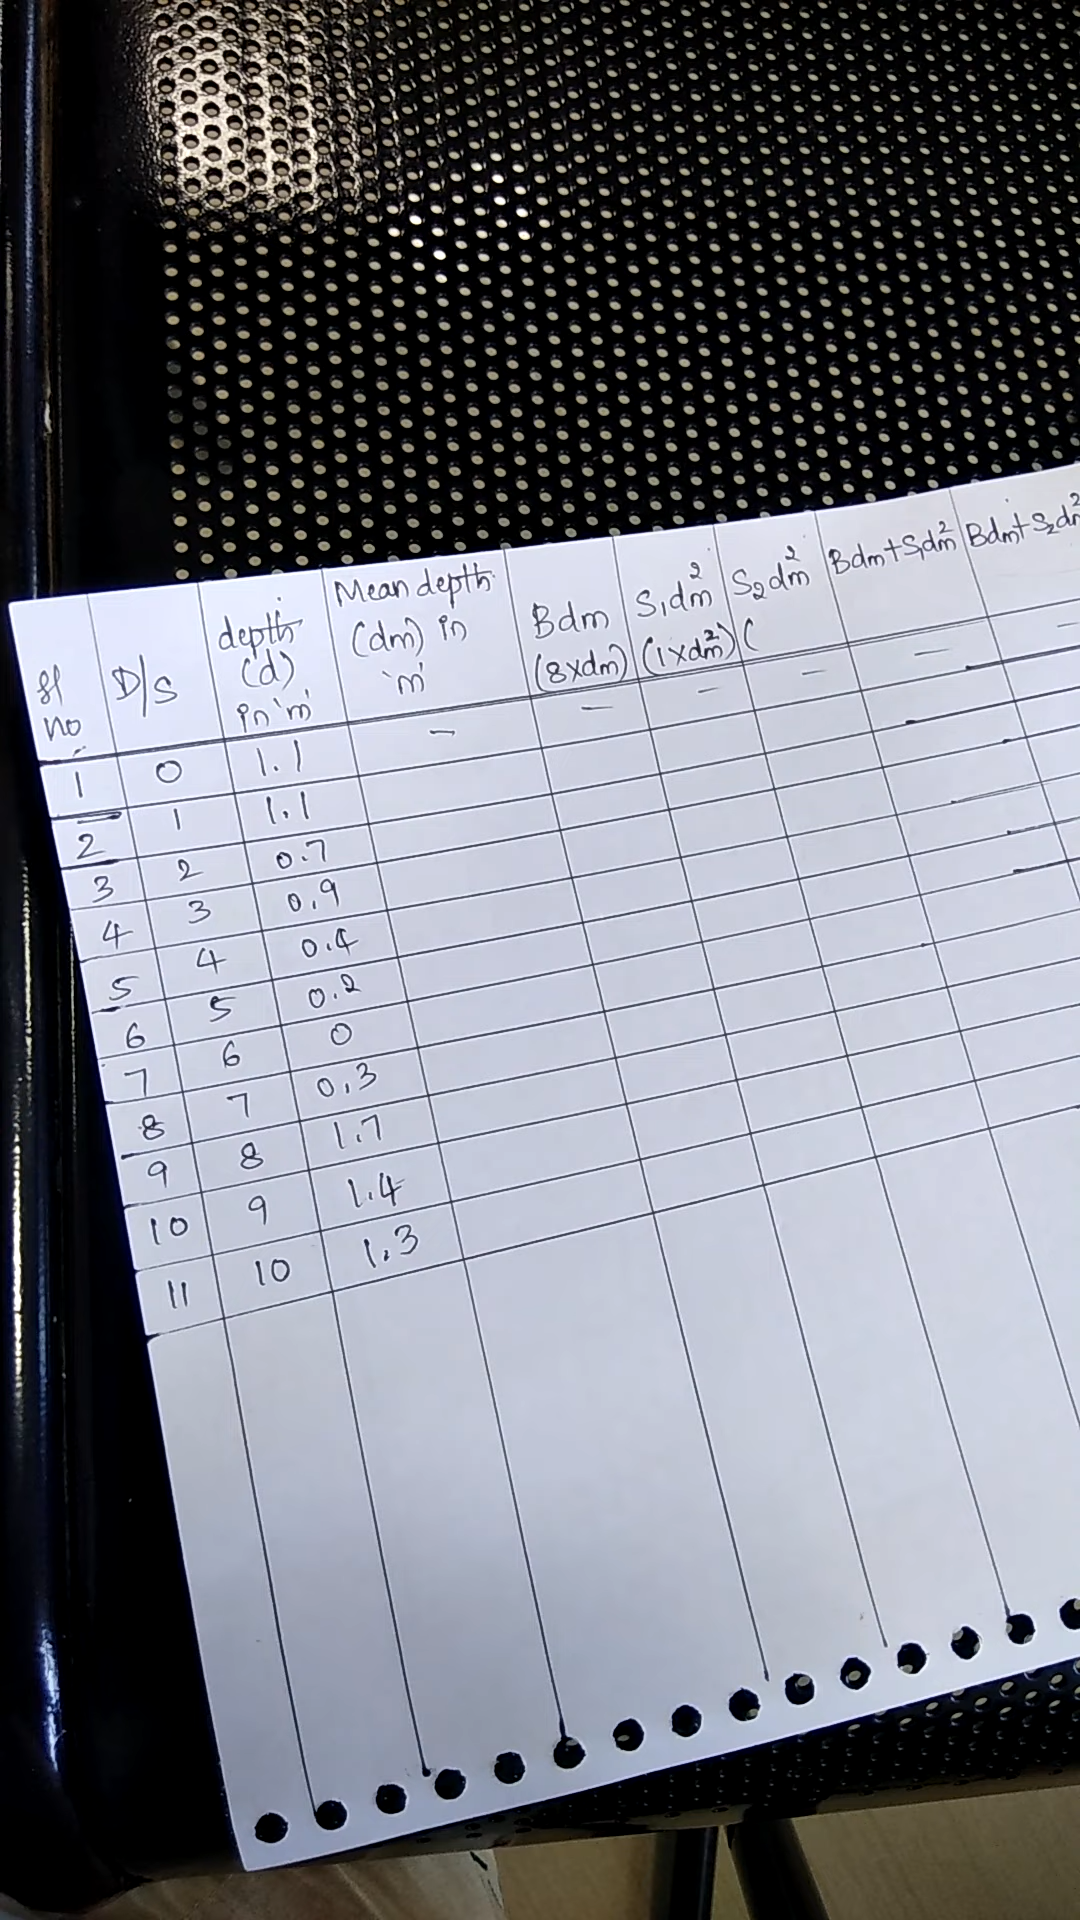 Sl no D/S depth (d) in 'm' Mean depth (dm) in 'm' Bdm (8xdm) S₁dm² (1xdm²) S₂dm² ( Bdm+S₁dm² Bdm+S₂dm²
1 0 1.1 - - - - - -
2 1 1.1
3 2 0.7
4 3 0.9
5 4 0.4
6 5 0.2
7 6 0
8 7 0.3
9 8 1.7
10 9 1.4
11 10 1.3